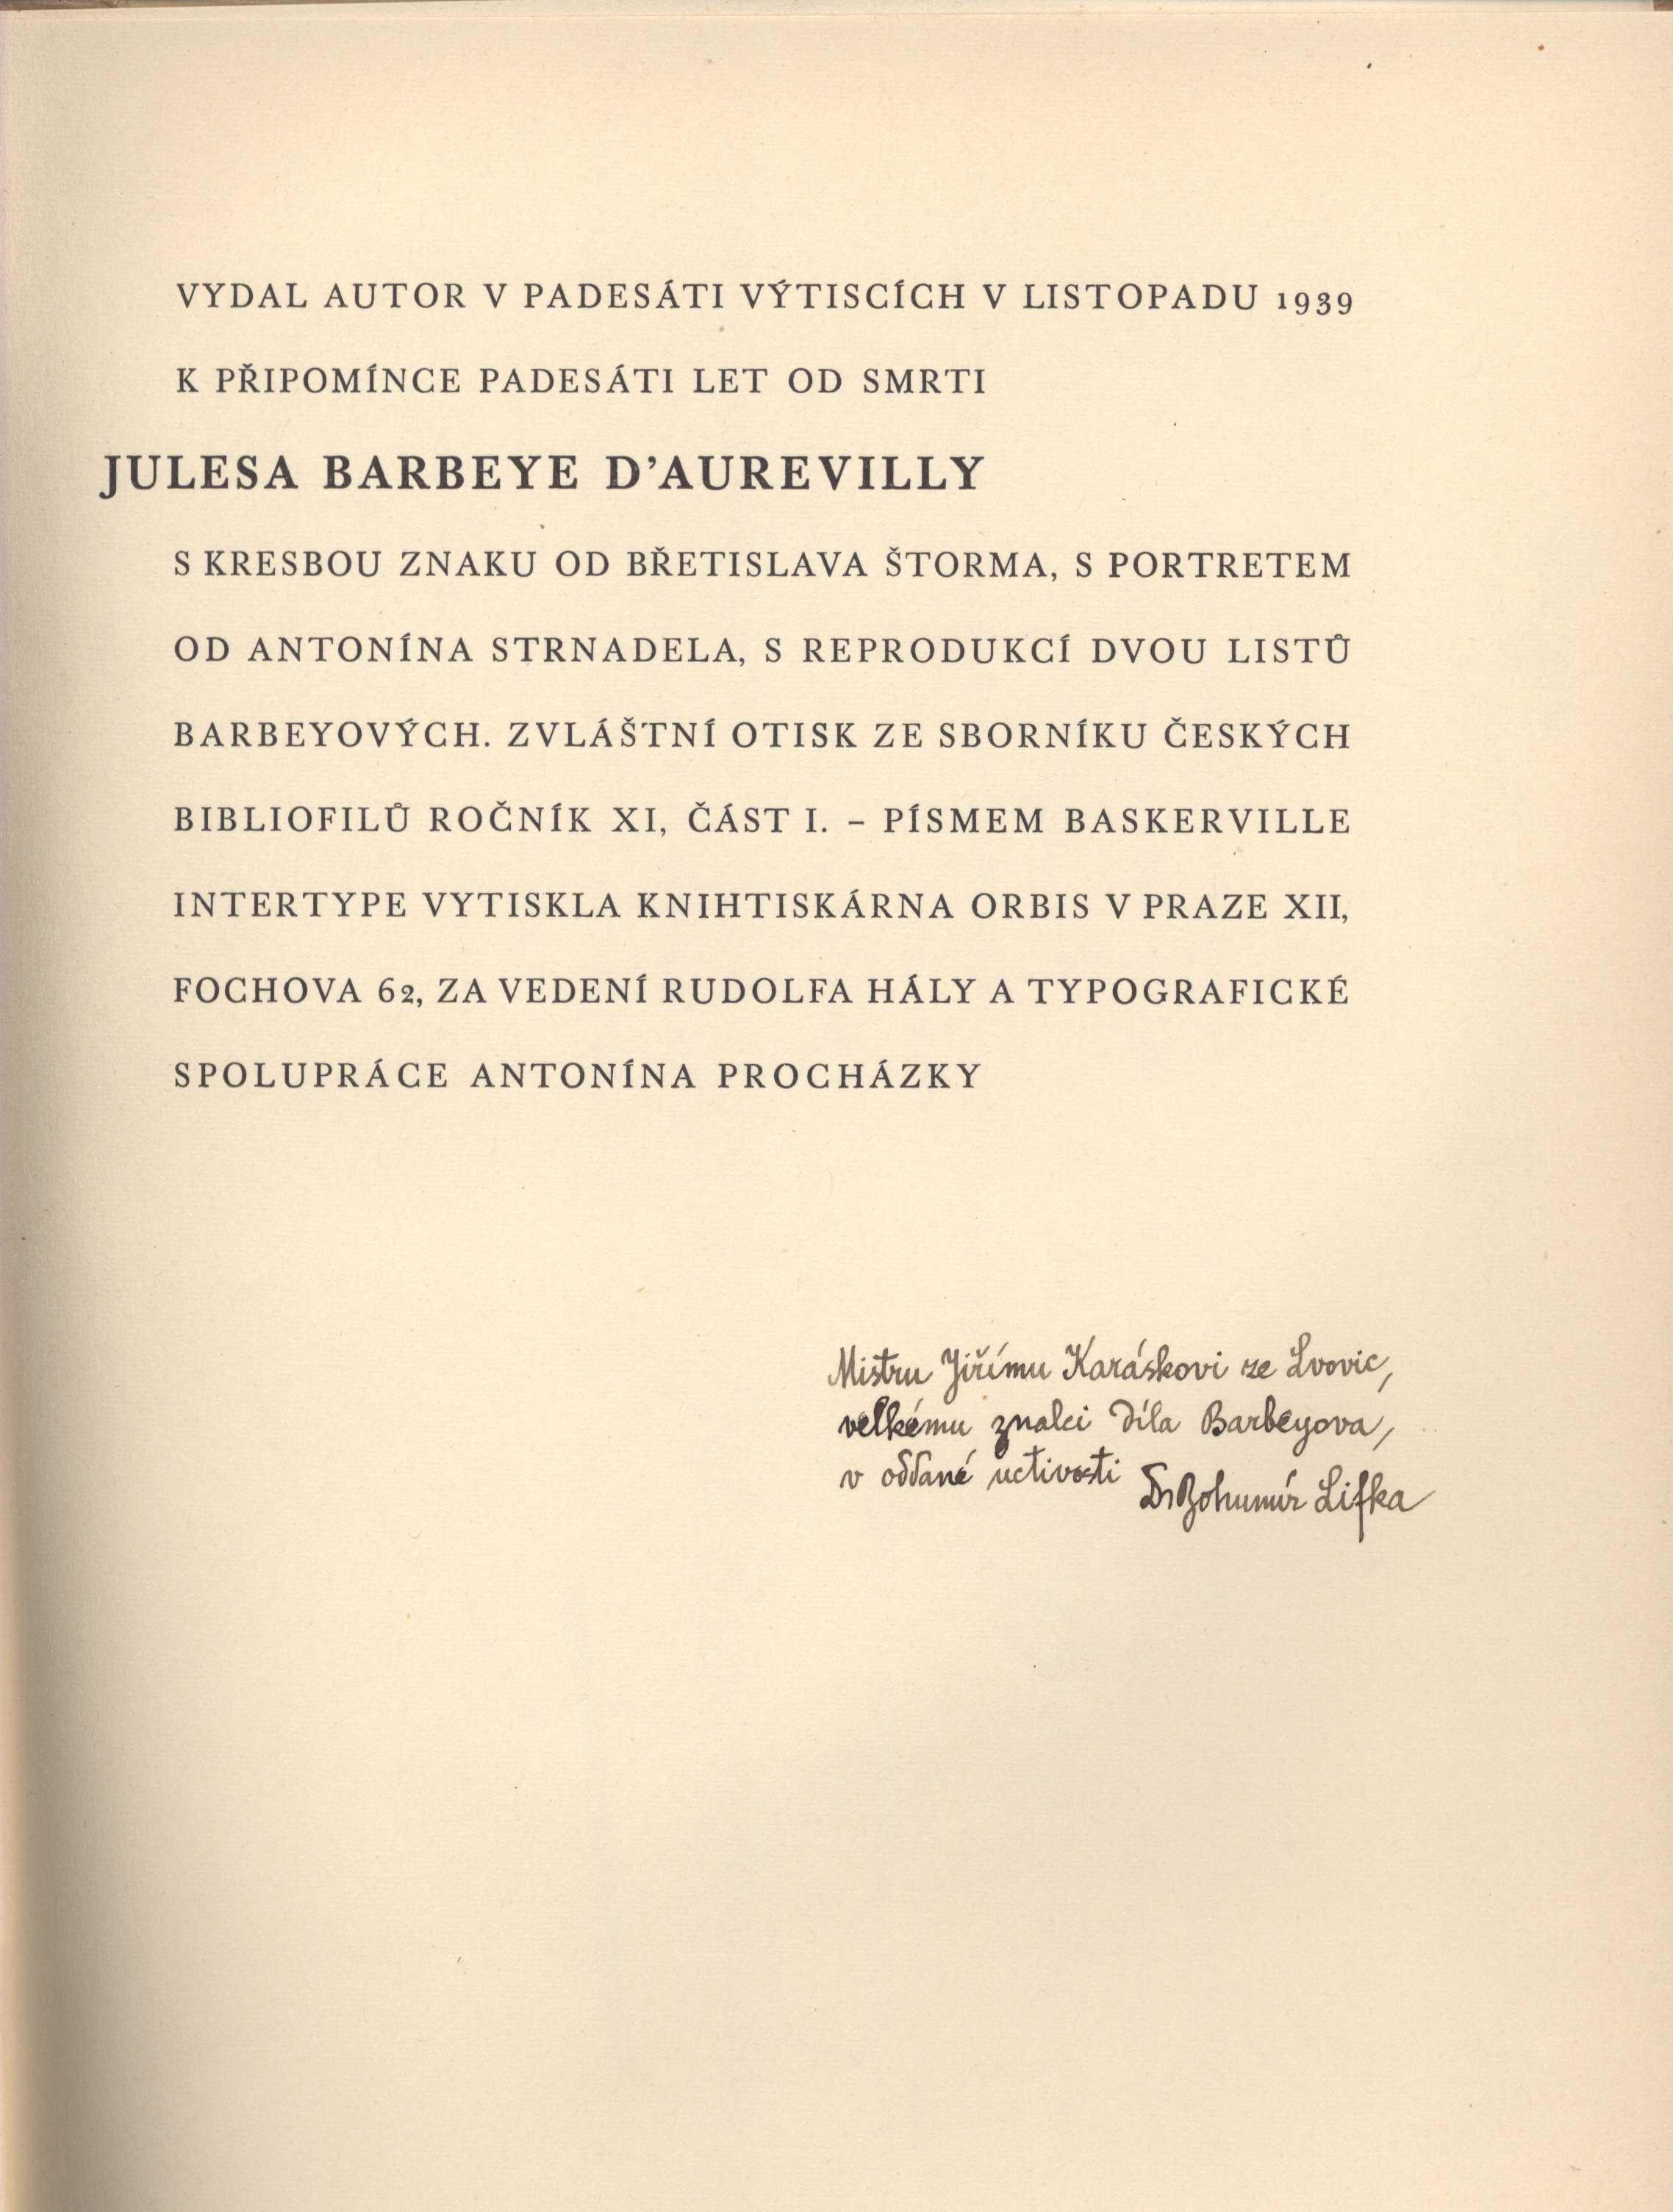 VYDAL AUTOR V PADESÁTI VÝTISCÍCH V LISTOPADU 1939
K PŘIPOMÍNCE PADESÁTI LET OD SMRTI
JULESA BARBEYE D’AUREVILLY
S KRESBOU ZNAKU OD BŘETISLAVA ŠTORMA, S PORTRETEM
OD ANTONÍNA STRNADELA, S REPRODUKCÍ DVOU LISTŮ
BARBEYOVÝCH. ZVLÁŠTNÍ OTISK ZE SBORNÍKU ČESKÝCH
BIBLIOFILŮ ROČNÍK XI, ČÁST I. – PÍSMEM BASKERVILLE
INTERTYPE VYTISKLA KNIHTISKÁRNA ORBIS V PRAZE XII,
FOCHOVA 62, ZA VEDENÍ RUDOLFA HÁLY A TYPOGRAFICKÉ
SPOLUPRÁCE ANTONÍNA PROCHÁZKY
Mistru Jiřímu Karáskovi ze Lvovic,
velkému znalci díla Barbeyova,
v oddané uctivosti
Dr Bohumír Lifka